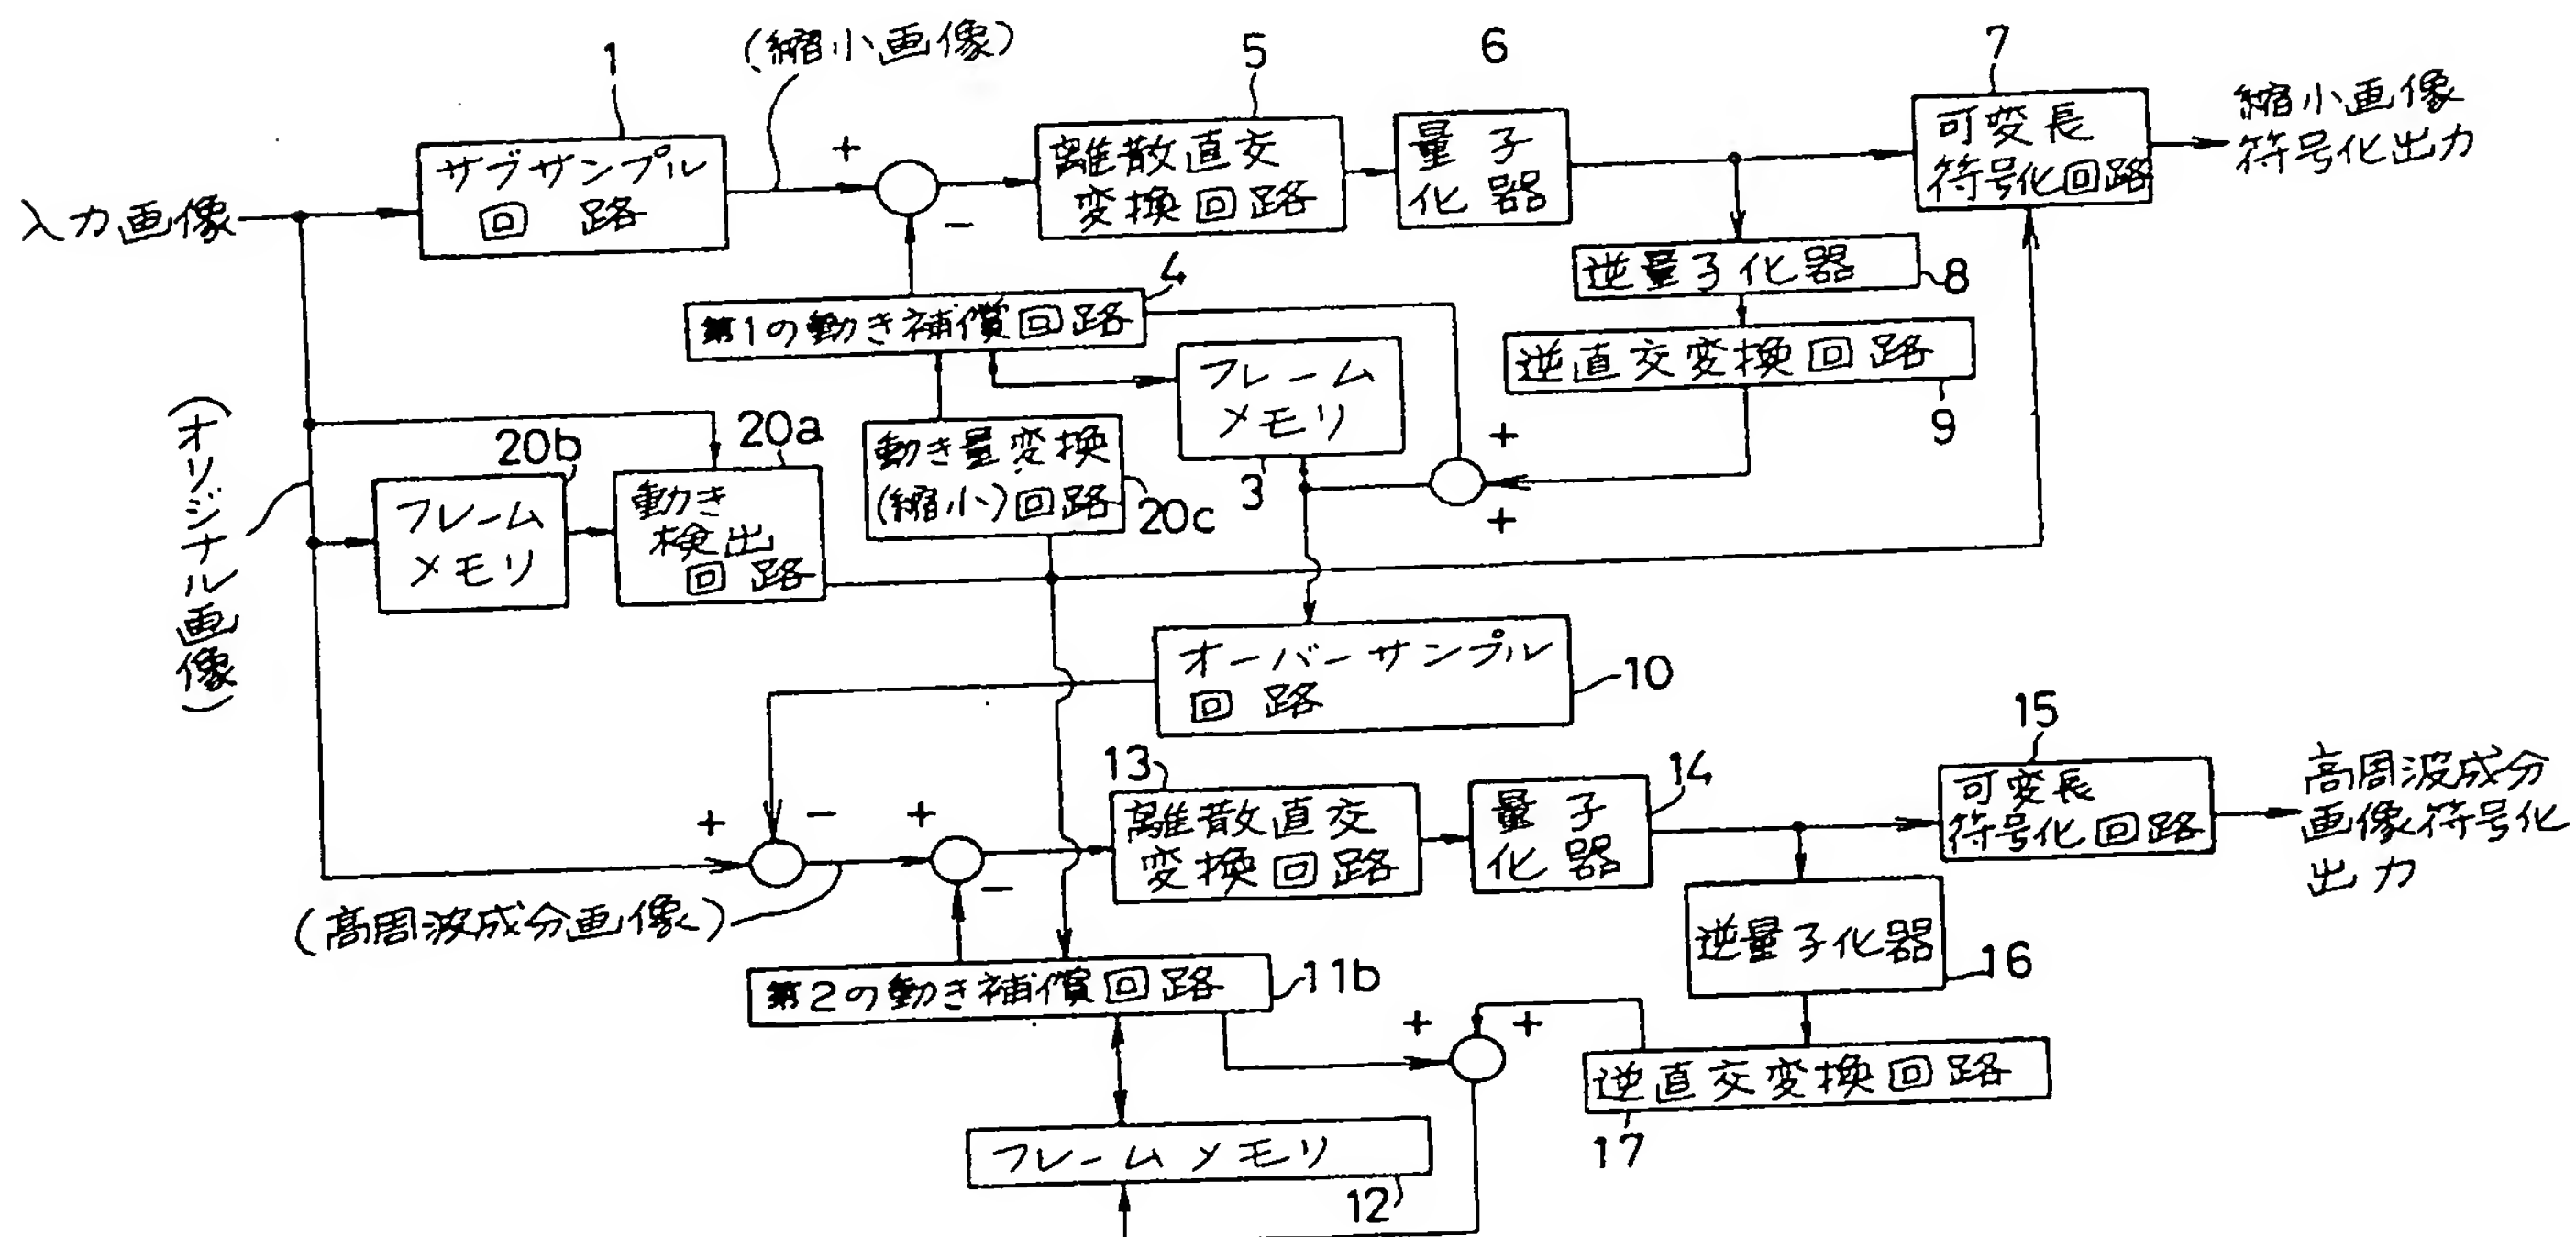 (縮小画像)
1
5
6
7
サブサンプル
回 路
+
-
離散直交
変換回路
量 子
化 器
可変長
符号化回路
縮小画像
符号化出力
入力画像
逆量子化器
8
4
第1の動き補償回路
逆直交変換回路
9
フレーム
メモリ
3
+
+
(オリジナル画像)
20b
フレーム
メモリ
20a
動き
検出
回路
動き量変換
(縮小)回路
20c
オーバーサンプル
回 路
10
+
-
+
-
(高周波成分画像)
13
離散直交
変換回路
14
量 子
化 器
15
可変長
符号化回路
高周波成分
画像符号化
出力
逆量子化器
16
第2の動き補償回路
11b
+
+
逆直交変換回路
17
フレームメモリ
12